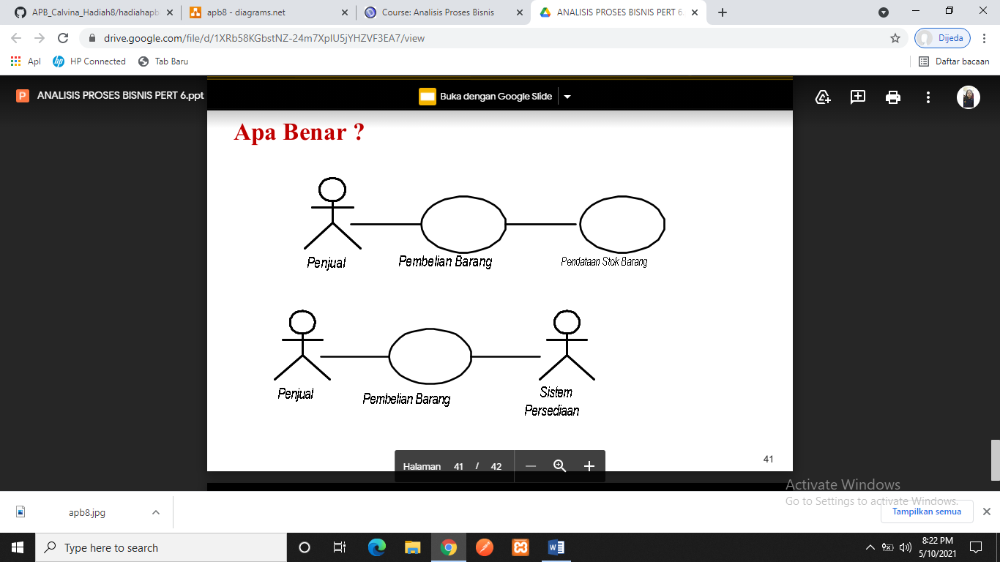 APB_Calvina_Hadiah8/hadiahapb
apb8 - diagrams.net
Course: Analisis Proses Bisnis
ANALISIS PROSES BISNIS PERT 6.
drive.google.com/file/d/1XRb58KGbstNZ-24m7XpIU5jYHZVF3EA7/view
Dijeda
Apl
HP Connected
Tab Baru
Daftar bacaan
ANALISIS PROSES BISNIS PERT 6.ppt
Buka dengan Google Slide
Apa Benar ?
Penjual
Pembelian Barang
Pendataan Stok Barang
Penjual
Pembelian Barang
Sistem
Persediaan
Halaman 41 / 42
41
Activate Windows
Go to Settings to activate Windows.
apb8.jpg
Tampilkan semua
Type here to search
8:22 PM
5/10/2021